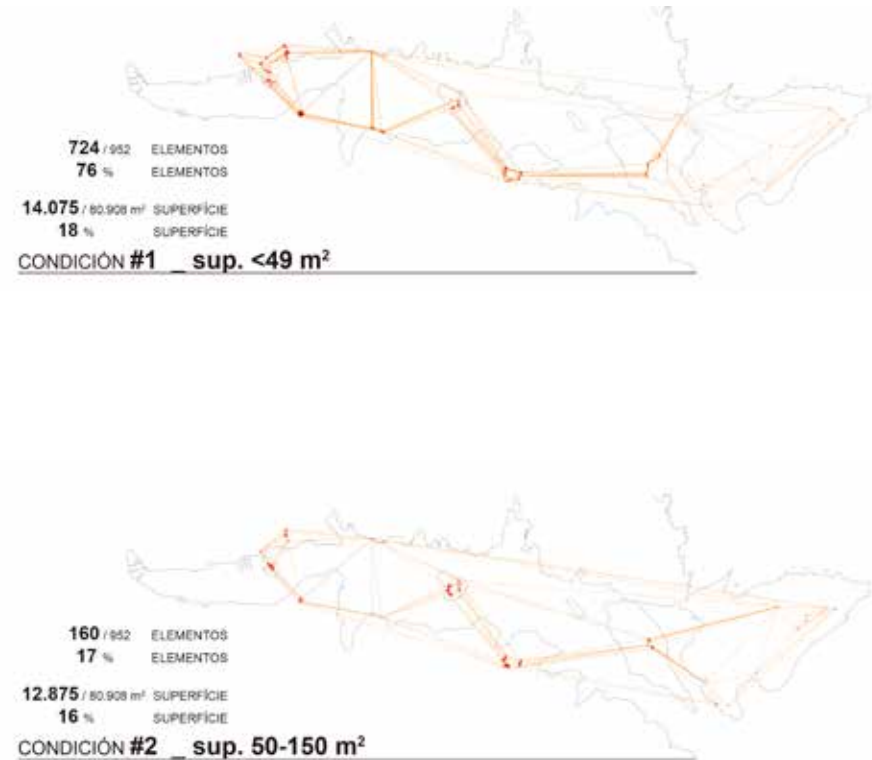 724 / 952 ELEMENTOS
76 % ELEMENTOS
14.075 / 80.908 m² SUPERFÍCIE
18 % SUPERFÍCIE
CONDICIÓN #1 _ sup. <49 m²
160 / 952 ELEMENTOS
17 % ELEMENTOS
12.875 / 80.908 m² SUPERFÍCIE
16 % SUPERFÍCIE
CONDICIÓN #2 _ sup. 50-150 m²